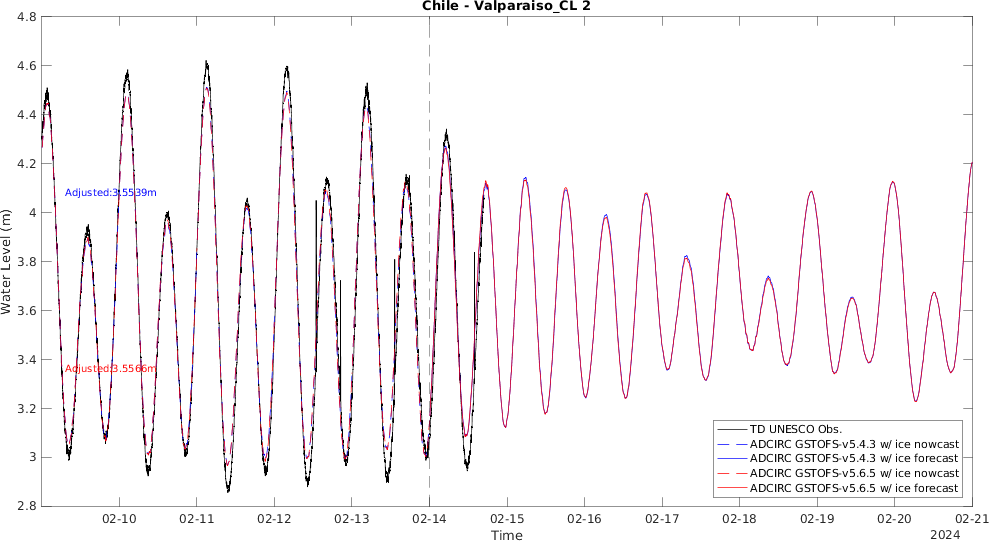 Chile - Valparaiso_CL 2
Water Level (m)
4.8
4.6
4.4
4.2
4
3.8
3.6
3.4
3.2
3
2.8
Adjusted:3.5539m
Adjusted:3.5566m
TD UNESCO Obs.
ADCIRC GSTOFS-v5.4.3 w/ ice nowcast
ADCIRC GSTOFS-v5.4.3 w/ ice forecast
ADCIRC GSTOFS-v5.6.5 w/ ice nowcast
ADCIRC GSTOFS-v5.6.5 w/ ice forecast
02-10 02-11 02-12 02-13 02-14 02-15 02-16 02-17 02-18 02-19 02-20 02-21
Time
2024